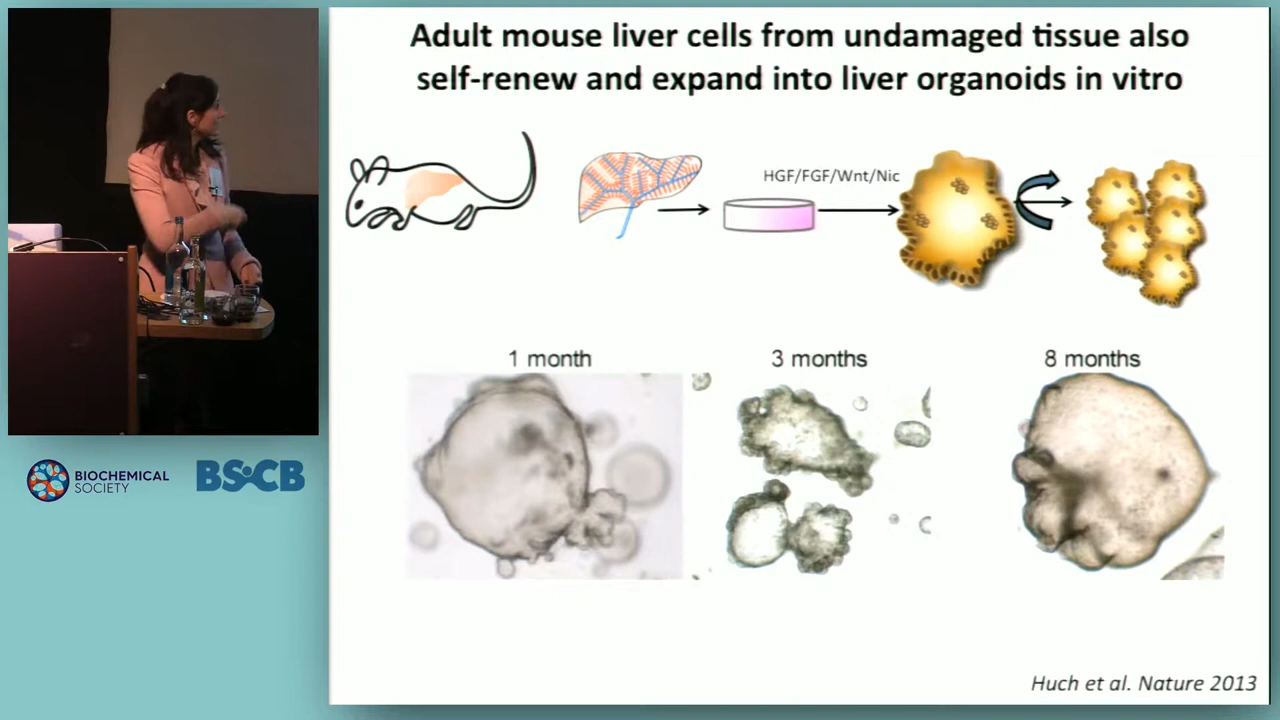 Adult mouse liver cells from undamaged tissue also
self-renew and expand into liver organoids in vitro
HGF/FGF/Wnt/Nic
1 month
3 months
8 months
BIOCHEMICAL
SOCIETY
BSCB
Huch et al. Nature 2013